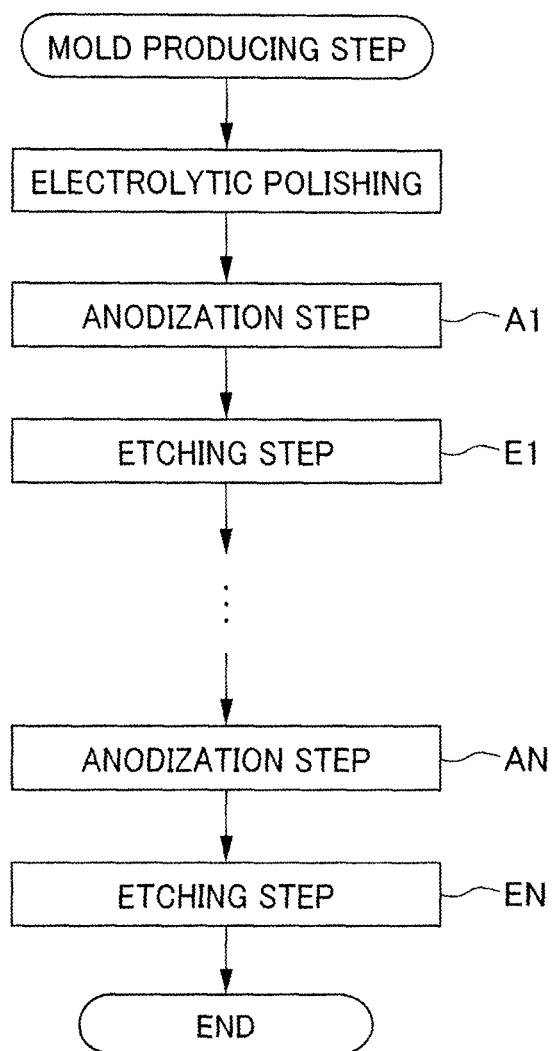 MOLD PRODUCING STEP
ELECTROLYTIC POLISHING
ANODIZATION STEP A1
ETCHING STEP E1
ANODIZATION STEP AN
ETCHING STEP EN
END